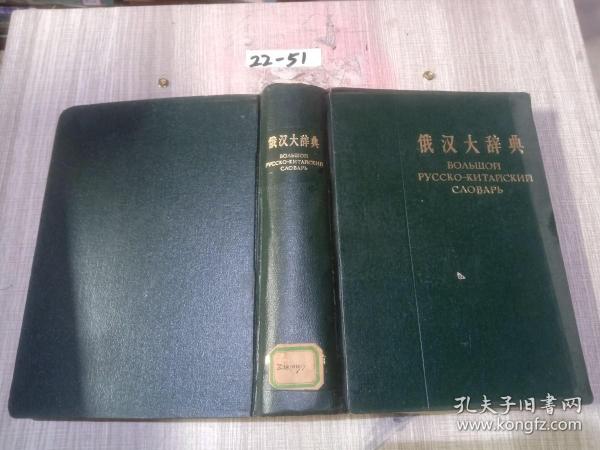 22-51
俄汉大辞典
БОЛЬШОЙ
РУССКО-КИТАЙСКИЙ
СЛОВАРЬ
俄汉大辞典
БОЛЬШОЙ
РУССКО-КИТАЙСКИЙ
СЛОВАРЬ
孔夫子旧書网
www.kongfz.com